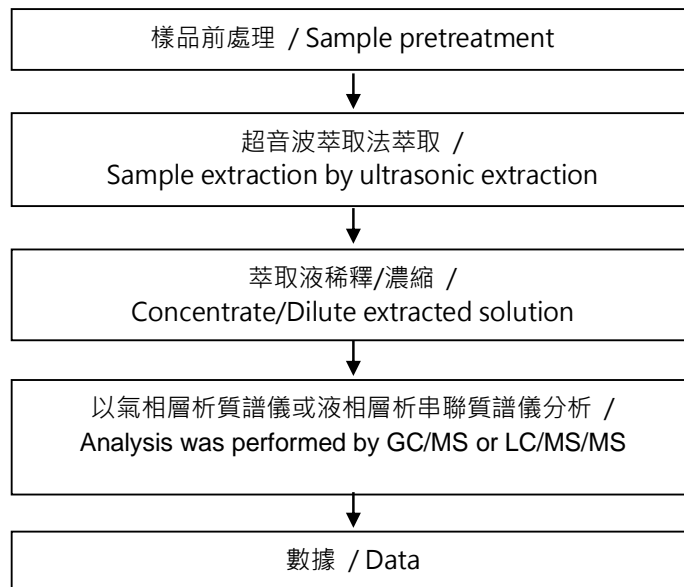 樣品前處理 / Sample pretreatment
超音波萃取法萃取 /
Sample extraction by ultrasonic extraction
萃取液稀釋/濃縮 /
Concentrate/Dilute extracted solution
以氣相層析質譜儀或液相層析串聯質譜儀分析 /
Analysis was performed by GC/MS or LC/MS/MS
數據 / Data